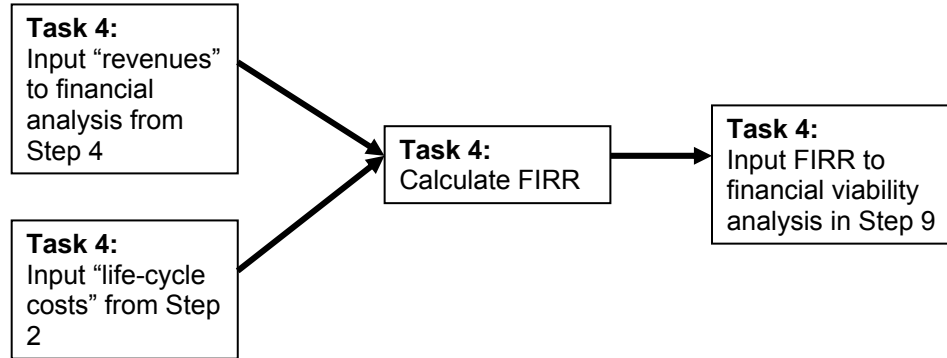 Task 4:
Input “revenues”
to financial
analysis from
Step 4
Task 4:
Input “life-cycle
costs” from Step
2
Task 4:
Calculate FIRR
Task 4:
Input FIRR to
financial viability
analysis in Step 9